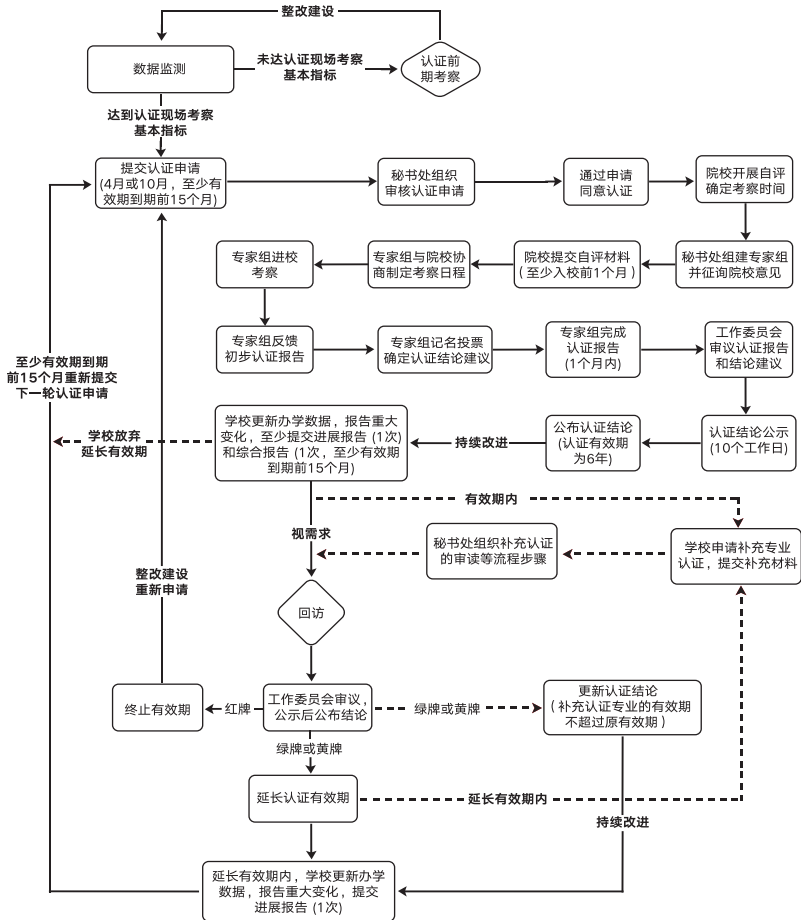 整改建设
数据监测
未达认证现场考察
基本指标
认证前
期考察
达到认证现场考察
基本指标
提交认证申请
(4月或10月，至少有
效期到期前15个月)
秘书处组织
审核认证申请
通过申请
同意认证
院校开展自评
确定考察时间
专家组进校
考察
专家组与院校协
商制定考察日程
院校提交自评材料
(至少入校前1个月)
秘书处组建专家组
并征询院校意见
专家组反馈
初步认证报告
专家组记名投票
确定认证结论建议
专家组完成
认证报告
(1个月内)
工作委员会
审议认证报告
和结论建议
至少有效期到期
前15个月重新提交
下一轮认证申请
学校放弃
延长有效期
学校更新办学数据，报告重大
变化，至少提交进展报告 (1次)
和综合报告 (1次，至少有效期
到期前15个月)
持续改进
公布认证结论
(认证有效期
为6年)
认证结论公示
(10个工作日)
有效期内
视需求
秘书处组织补充认证
的审读等流程步骤
学校申请补充专业
认证，提交补充材料
整改建设
重新申请
回访
终止有效期
红牌
工作委员会审议，
公示后公布结论
绿牌或黄牌
更新认证结论
(补充认证专业的有效期
不超过原有效期)
绿牌或黄牌
延长认证有效期
延长有效期内
持续改进
延长有效期内，学校更新办学
数据，报告重大变化，提交
进展报告 (1次)